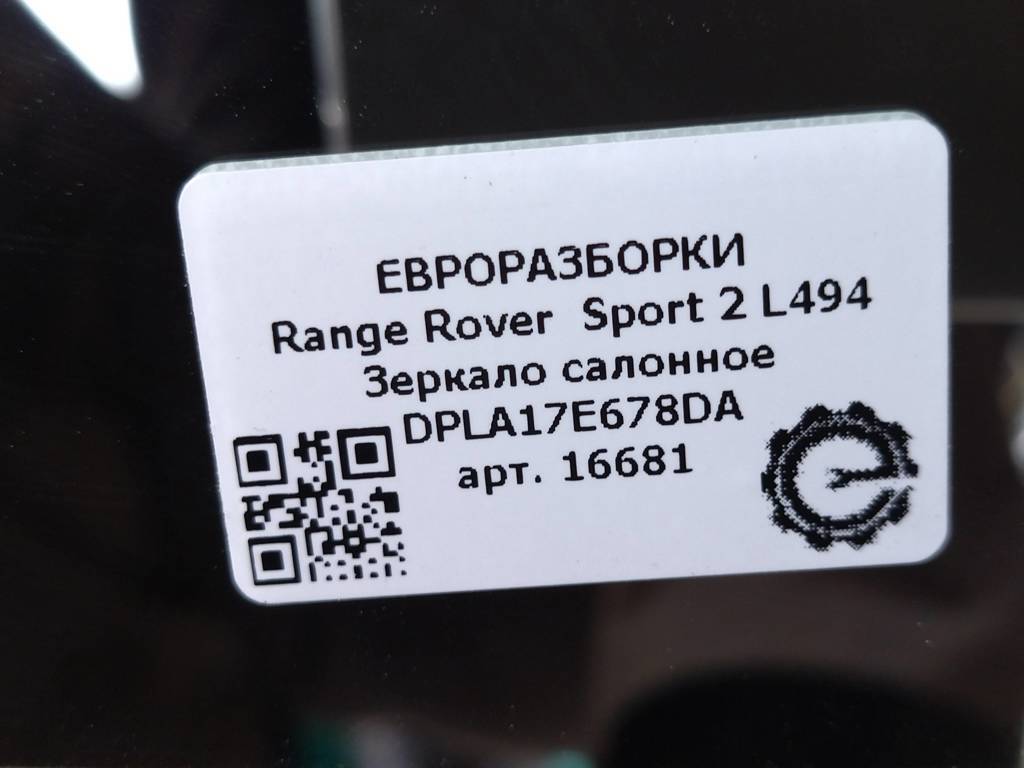 ЕВРОРАЗБОРКИ
Range Rover Sport 2 L494
Зеркало салонное
DPLA17E678DA
арт. 16681